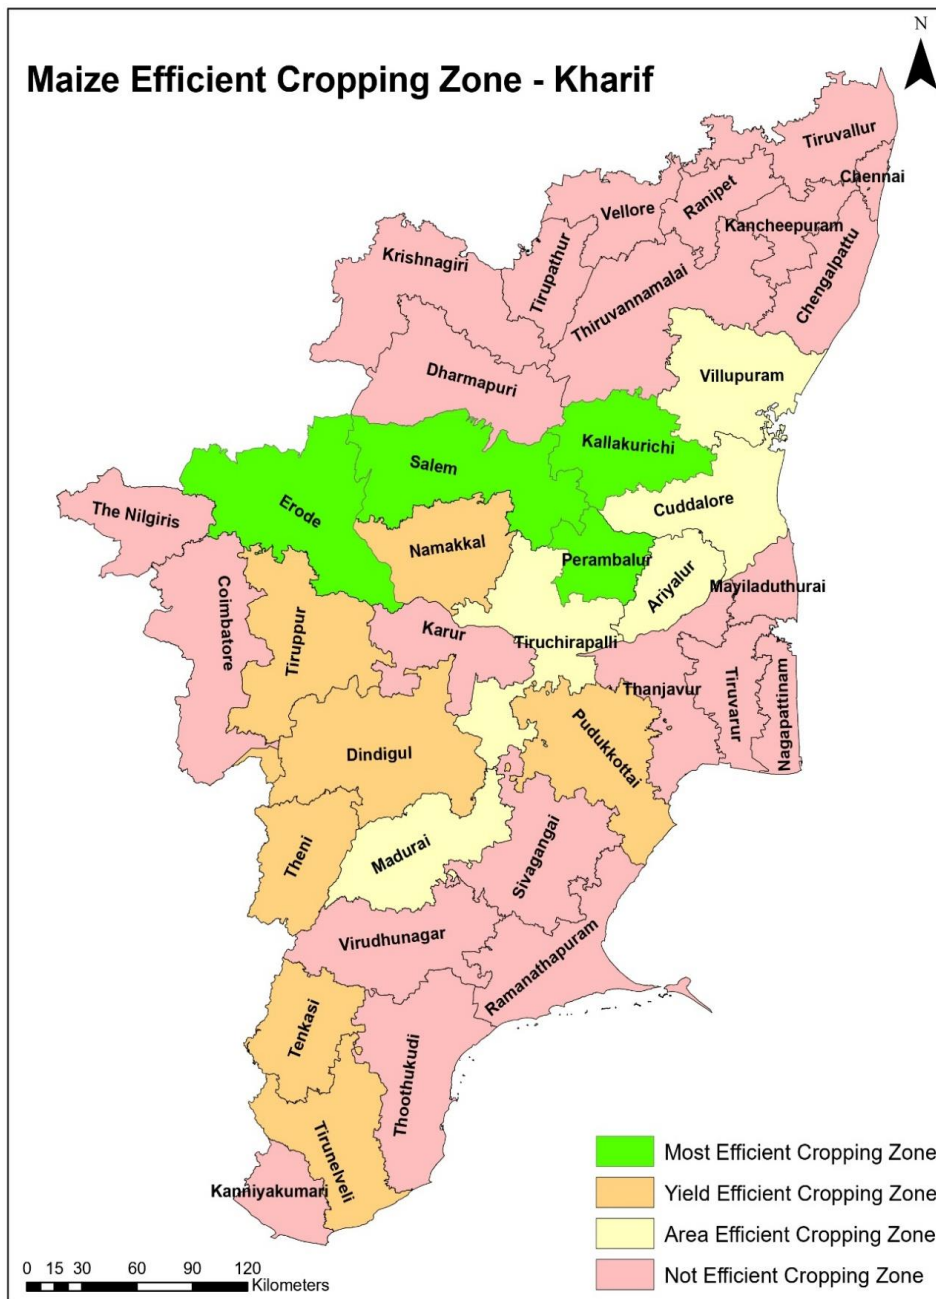 N
Maize Efficient Cropping Zone - Kharif
Tiruvallur
Chennai
Ranipet
Vellore
Kancheepuram
Krishnagiri
Tirupathur
Chengalpattu
Thiruvannamalai
Dharmapuri
Villupuram
Kallakurichi
Salem
Cuddalore
Erode
The Nilgiris
Namakkal
Perambalur
Ariyalur
Mayiladuthurai
Coimbatore
Tiruppur
Karur
Tiruchirapalli
Thanjavur
Tiruvarur
Nagapattinam
Pudukkottai
Dindigul
Theni
Madurai
Sivagangai
Virudhunagar
Ramanathapuram
Tenkasi
Thoothukudi
Tirunelveli
Kanniyakumari
Most Efficient Cropping Zone
Yield Efficient Cropping Zone
Area Efficient Cropping Zone
Not Efficient Cropping Zone
0 15 30 60 90 120
Kilometers